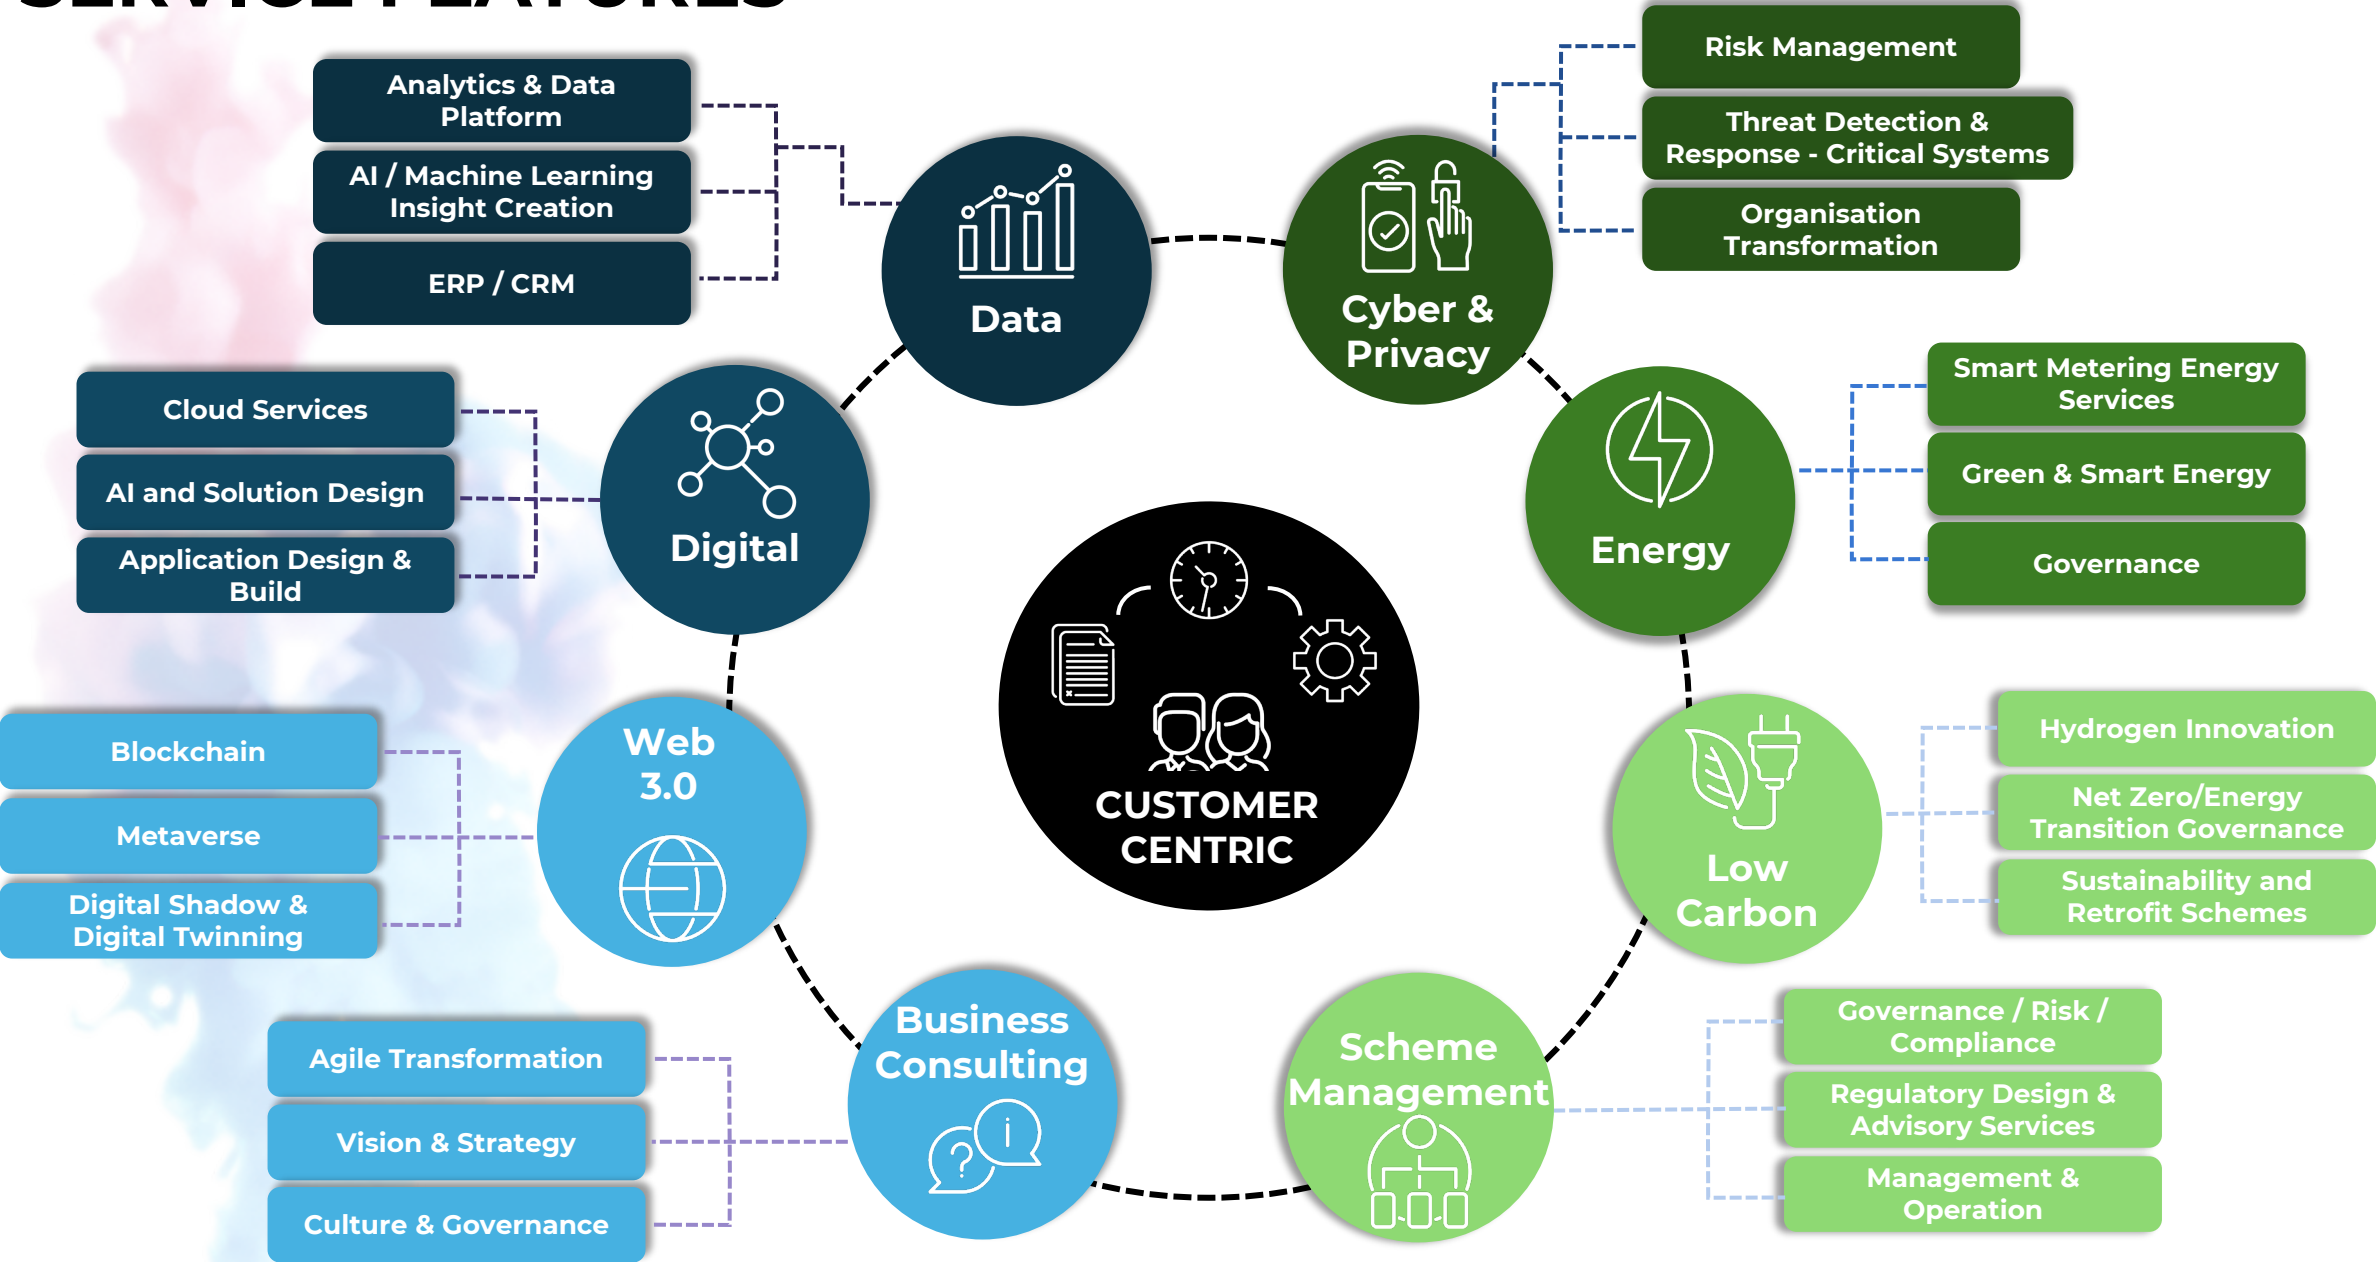 SERVICE FEATURES
Analytics & Data
Platform
AI / Machine Learning
Insight Creation
ERP / CRM
Data
Cyber &
Privacy
Risk Management
Threat Detection &
Response - Critical Systems
Organisation
Transformation
Cloud Services
AI and Solution Design
Application Design &
Build
Digital
Energy
Smart Metering Energy
Services
Green & Smart Energy
Governance
CUSTOMER
CENTRIC
Blockchain
Metaverse
Digital Shadow &
Digital Twinning
Web
3.0
Low
Carbon
Hydrogen Innovation
Net Zero/Energy
Transition Governance
Sustainability and
Retrofit Schemes
Agile Transformation
Vision & Strategy
Culture & Governance
Business
Consulting
Scheme
Management
Governance / Risk /
Compliance
Regulatory Design &
Advisory Services
Management &
Operation